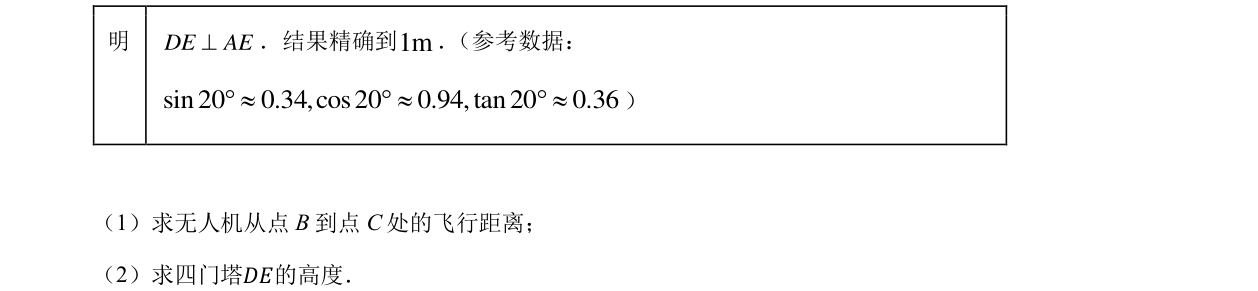 明
DE⊥AE．结果精确到1m．（参考数据：
sin 20°≈0.34,cos 20°≈0.94,tan 20°≈0.36）
（1）求无人机从点 B 到点 C 处的飞行距离；
（2）求四门塔DE的高度．